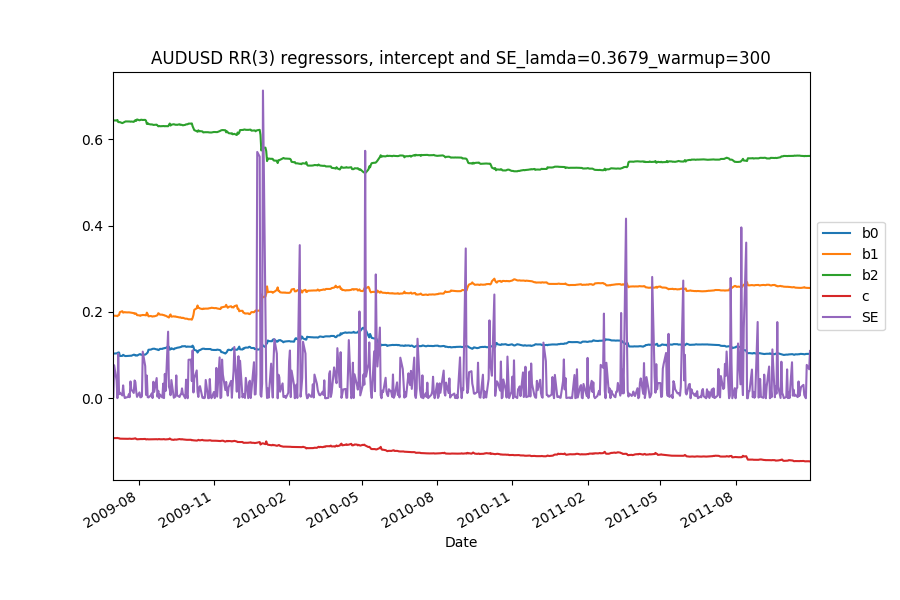 AUDUSD RR(3) regressors, intercept and SE_lamda=0.3679_warmup=300
0.6
0.4
0.2
0.0
b0
b1
b2
c
SE
2009-08
2009-11
2010-02
2010-05
2010-08
2010-11
2011-02
2011-05
2011-08
Date